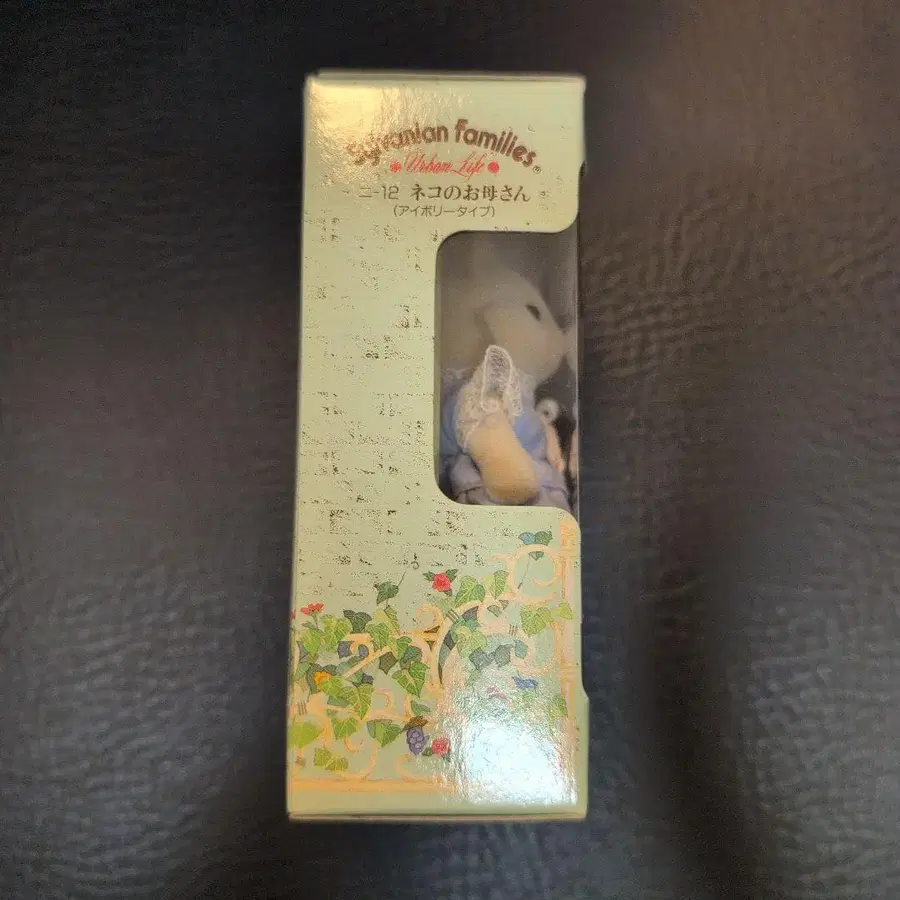 Sylvanian Families®
Urban Life
ニ-12 ネコのお母さん
(アイボリータイプ)